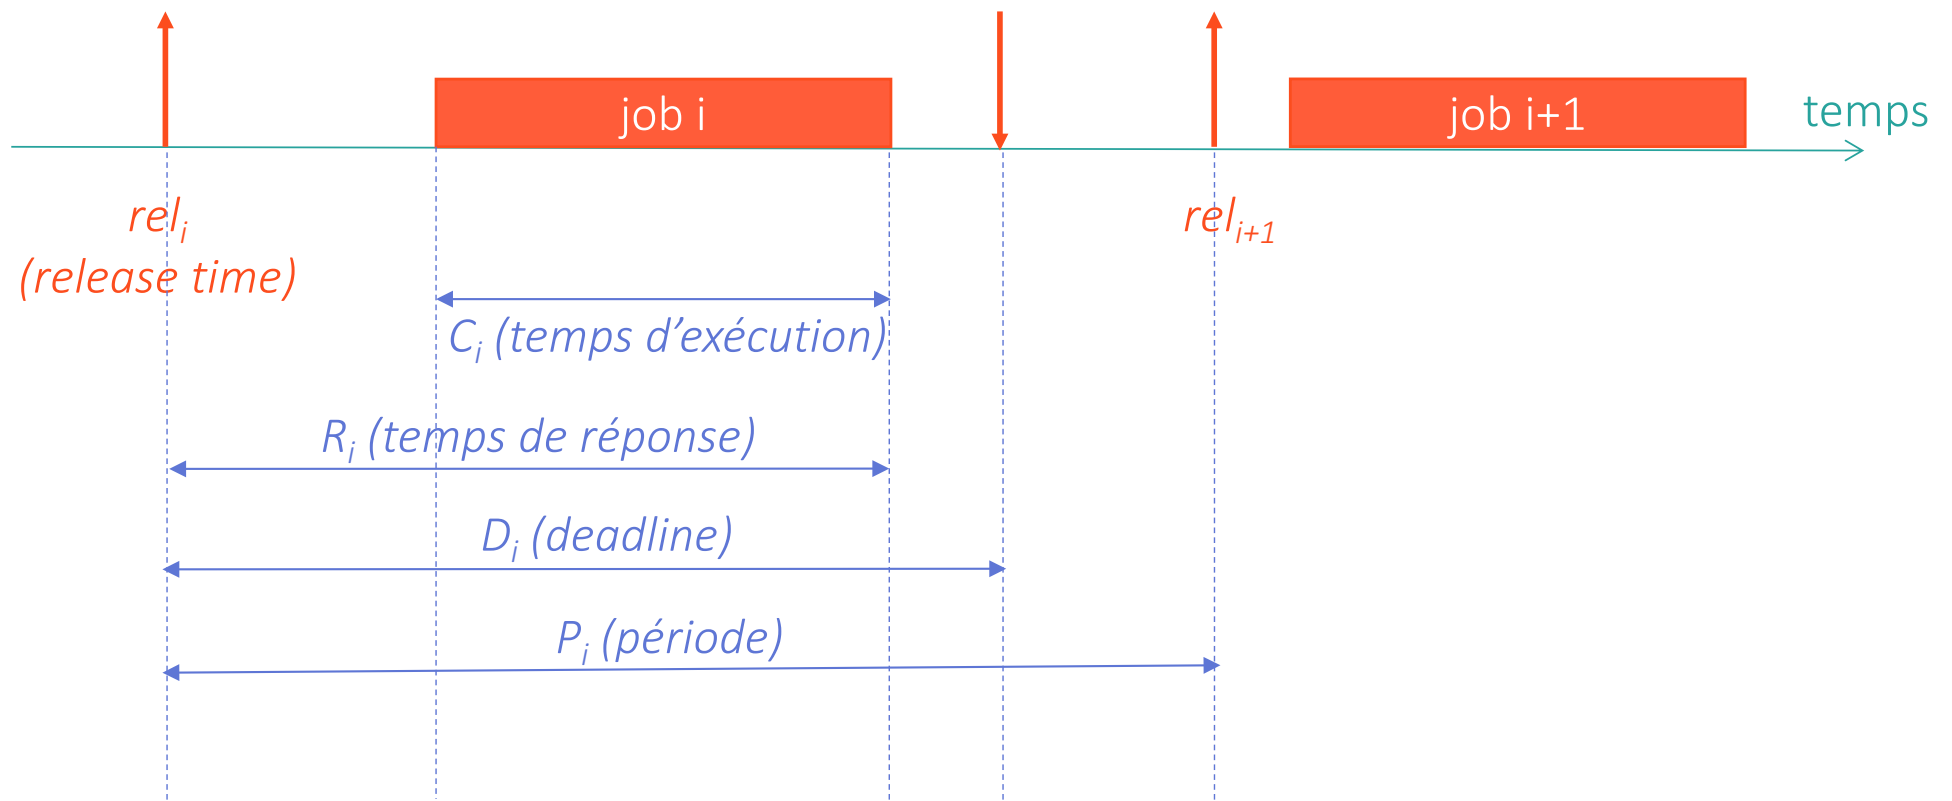 job i
job i+1
temps
rel_i
(release time)
rel_{i+1}
C_i (temps d’exécution)
R_i (temps de réponse)
D_i (deadline)
P_i (période)